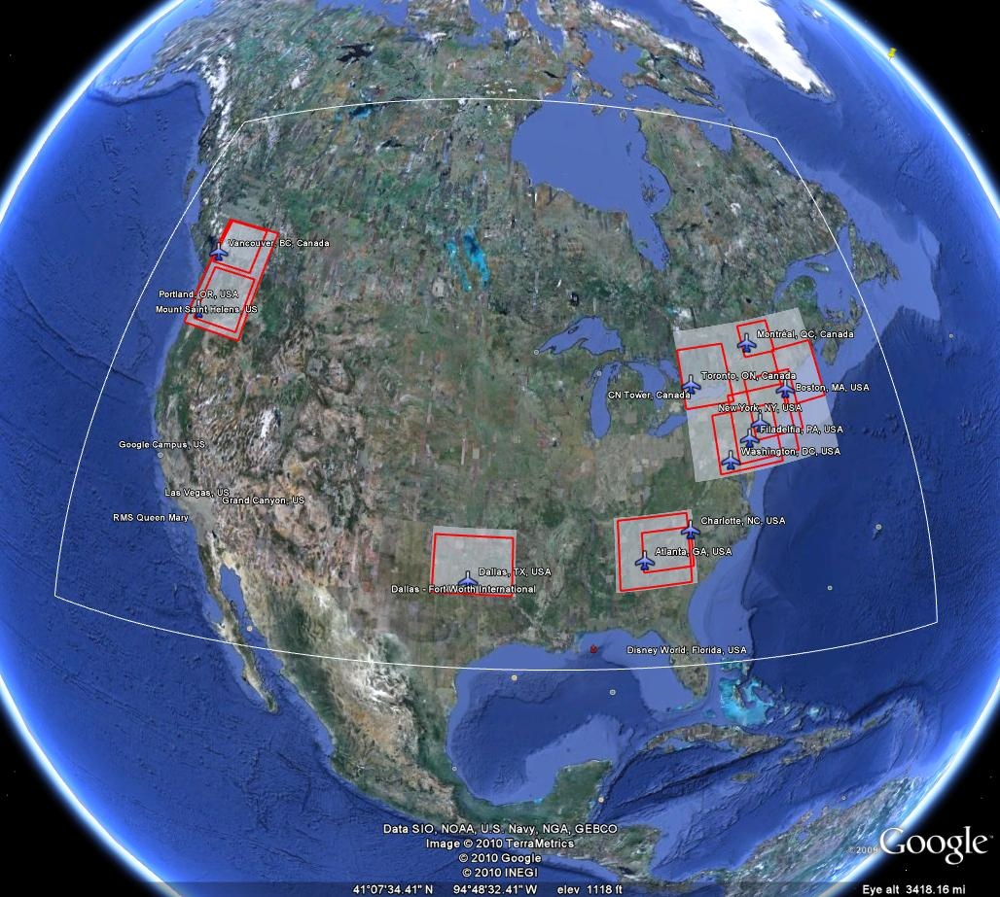 Vancouver, BC, Canada
Portland, OR, USA
Mount Saint Helens, US
Montréal, QC, Canada
Toronto, ON, Canada
Boston, MA, USA
CN Tower, Canada
New York, NY, USA
Filadelfia, PA, USA
Google Campus, US
Washington, DC, USA
Las Vegas, US
Grand Canyon, US
RMS Queen Mary
Charlotte, NC, USA
Atlanta, GA, USA
Dallas, TX, USA
Dallas - Fort Worth International
Disney World, Florida, USA
Data SIO, NOAA, U.S. Navy, NGA, GEBCO
Image © 2010 TerraMetrics
© 2010 Google
© 2010 INEGI
©2009 Google
41°07'34.41" N 94°48'32.41" W elev 1118 ft
Eye alt 3418.16 mi